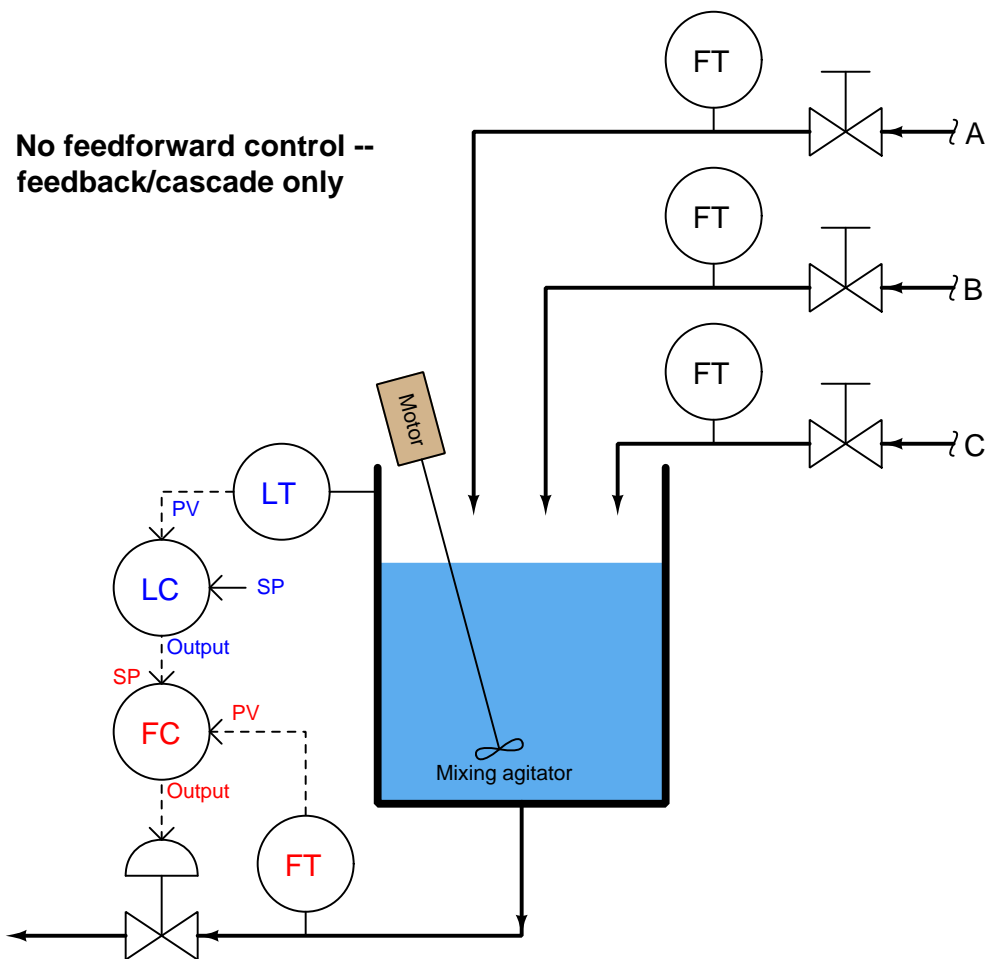 FT
A
No feedforward control --
feedback/cascade only
FT
B
FT
C
Motor
LT
PV
LC
SP
Output
SP
PV
FC
Mixing agitator
Output
FT